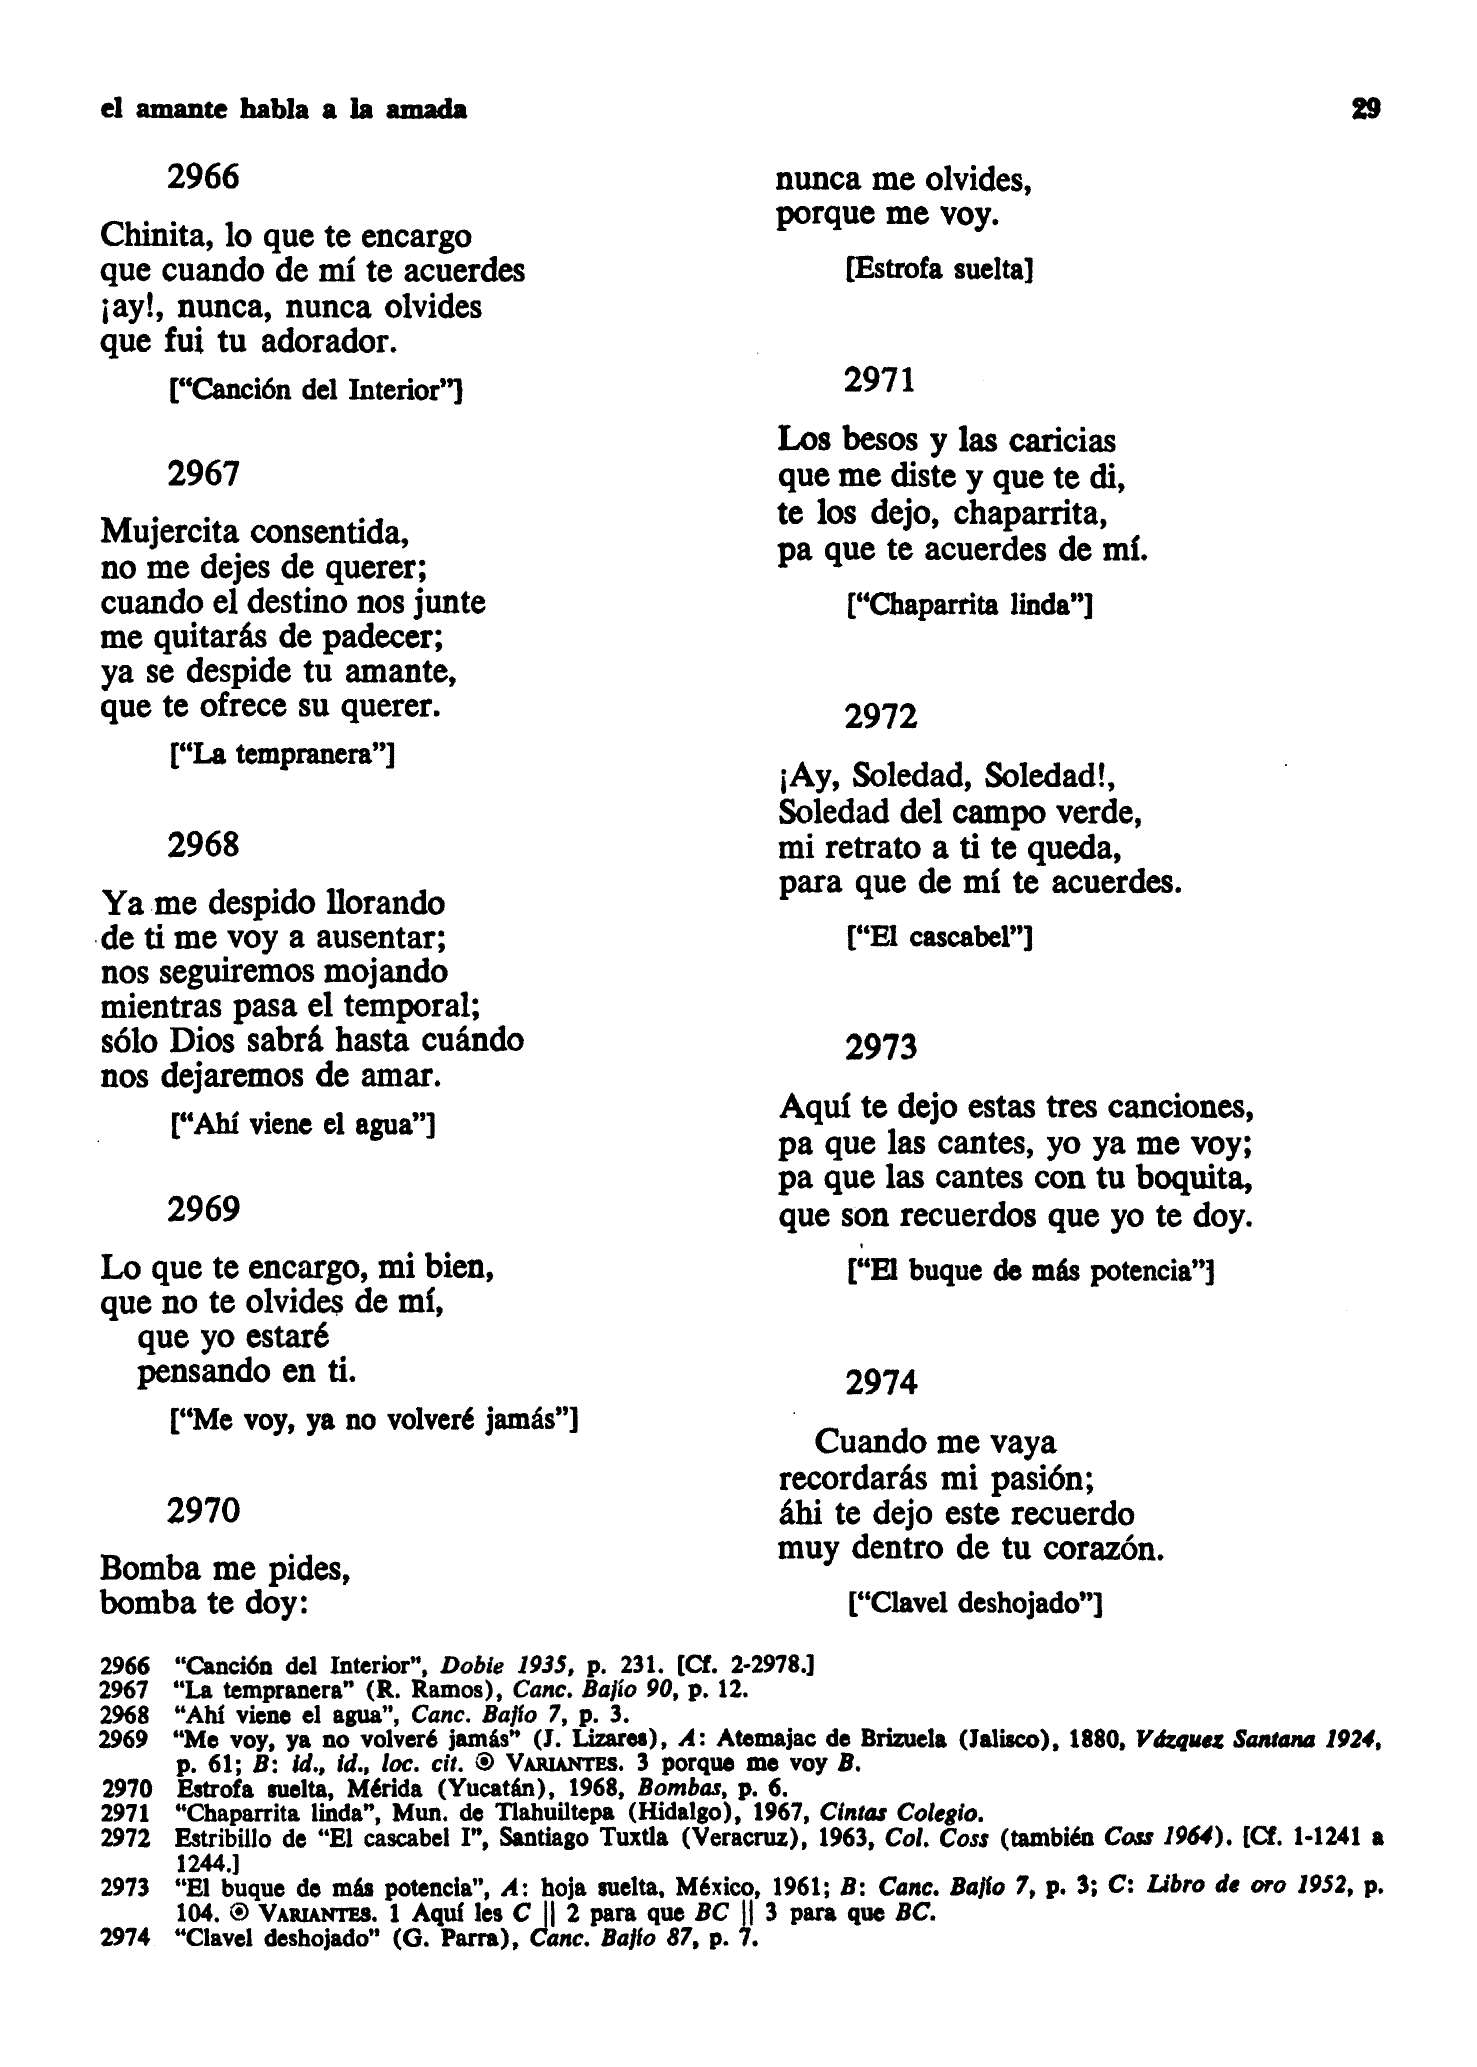 el amante habla a la amada 29
2966
Chinita, lo que te encargo
que cuando de mí te acuerdes
¡ay!, nunca, nunca olvides
que fui tu adorador.
[“Canción del Interior”]
2967
Mujercita consentida,
no me dejes de querer;
cuando el destino nos junte
me quitarás de padecer;
ya se despide tu amante,
que te ofrece su querer.
[“La tempranera”]
2968
Ya me despido llorando
de ti me voy a ausentar;
nos seguiremos mojando
mientras pasa el temporal;
sólo Dios sabrá hasta cuándo
nos dejaremos de amar.
[“Ahí viene el agua”]
2969
Lo que te encargo, mi bien,
que no te olvides de mí,
que yo estaré
pensando en ti.
[“Me voy, ya no volveré jamás”]
2970
Bomba me pides,
bomba te doy:
nunca me olvides,
porque me voy.
[Estrofa suelta]
2971
Los besos y las caricias
que me diste y que te di,
te los dejo, chaparrita,
pa que te acuerdes de mí.
[“Chaparrita linda”]
2972
¡Ay, Soledad, Soledad!,
Soledad del campo verde,
mi retrato a ti te queda,
para que de mí te acuerdes.
[“El cascabel”]
2973
Aquí te dejo estas tres canciones,
pa que las cantes, yo ya me voy;
pa que las cantes con tu boquita,
que son recuerdos que yo te doy.
[“El buque de más potencia”]
2974
Cuando me vaya
recordarás mi pasión;
áhi te dejo este recuerdo
muy dentro de tu corazón.
[“Clavel deshojado”]
2966 “Canción del Interior”, Dobie 1935, p. 231. [Cf. 2-2978.]
2967 “La tempranera” (R. Ramos), Canc. Bajío 90, p. 12.
2968 “Ahí viene el agua”, Canc. Bajío 7, p. 3.
2969 “Me voy, ya no volveré jamás” (J. Lizares), A: Atemajac de Brizuela (Jalisco), 1880, Vázquez Santana 1924,
p. 61; B: id., id., loc. cit. ⊙ VARIANTES. 3 porque me voy B.
2970 Estrofa suelta, Mérida (Yucatán), 1968, Bombas, p. 6.
2971 “Chaparrita linda”, Mun. de Tlahuiltepa (Hidalgo), 1967, Cintas Colegio.
2972 Estribillo de “El cascabel I”, Santiago Tuxtla (Veracruz), 1963, Col. Coss (también Coss 1964). [Cf. 1-1241 a
1244.]
2973 “El buque de más potencia”, A: hoja suelta, México, 1961; B: Canc. Bajío 7, p. 3; C: Libro de oro 1952, p.
104. ⊙ VARIANTES. 1 Aquí les C || 2 para que BC || 3 para que BC.
2974 “Clavel deshojado” (G. Parra), Canc. Bajío 87, p. 7.